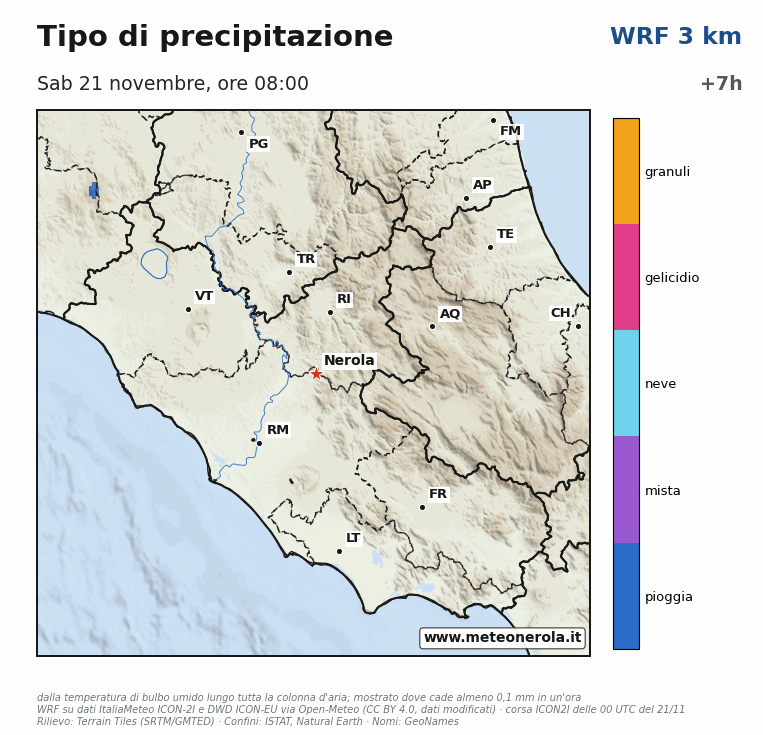 Tipo di precipitazione
WRF 3 km
Sab 21 novembre, ore 08:00
+7h
FM
PG
AP
TE
TR
VT
RI
AQ
CH
Nerola
RM
FR
LT
www.meteonerola.it
granuli
gelicidio
neve
mista
pioggia
dalla temperatura di bulbo umido lungo tutta la colonna d'aria; mostrato dove cade almeno 0,1 mm in un'ora
WRF su dati ItaliaMeteo ICON-2I e DWD ICON-EU via Open-Meteo (CC BY 4.0, dati modificati) · corsa ICON2I delle 00 UTC del 21/11
Rilievo: Terrain Tiles (SRTM/GMTED) · Confini: ISTAT, Natural Earth · Nomi: GeoNames